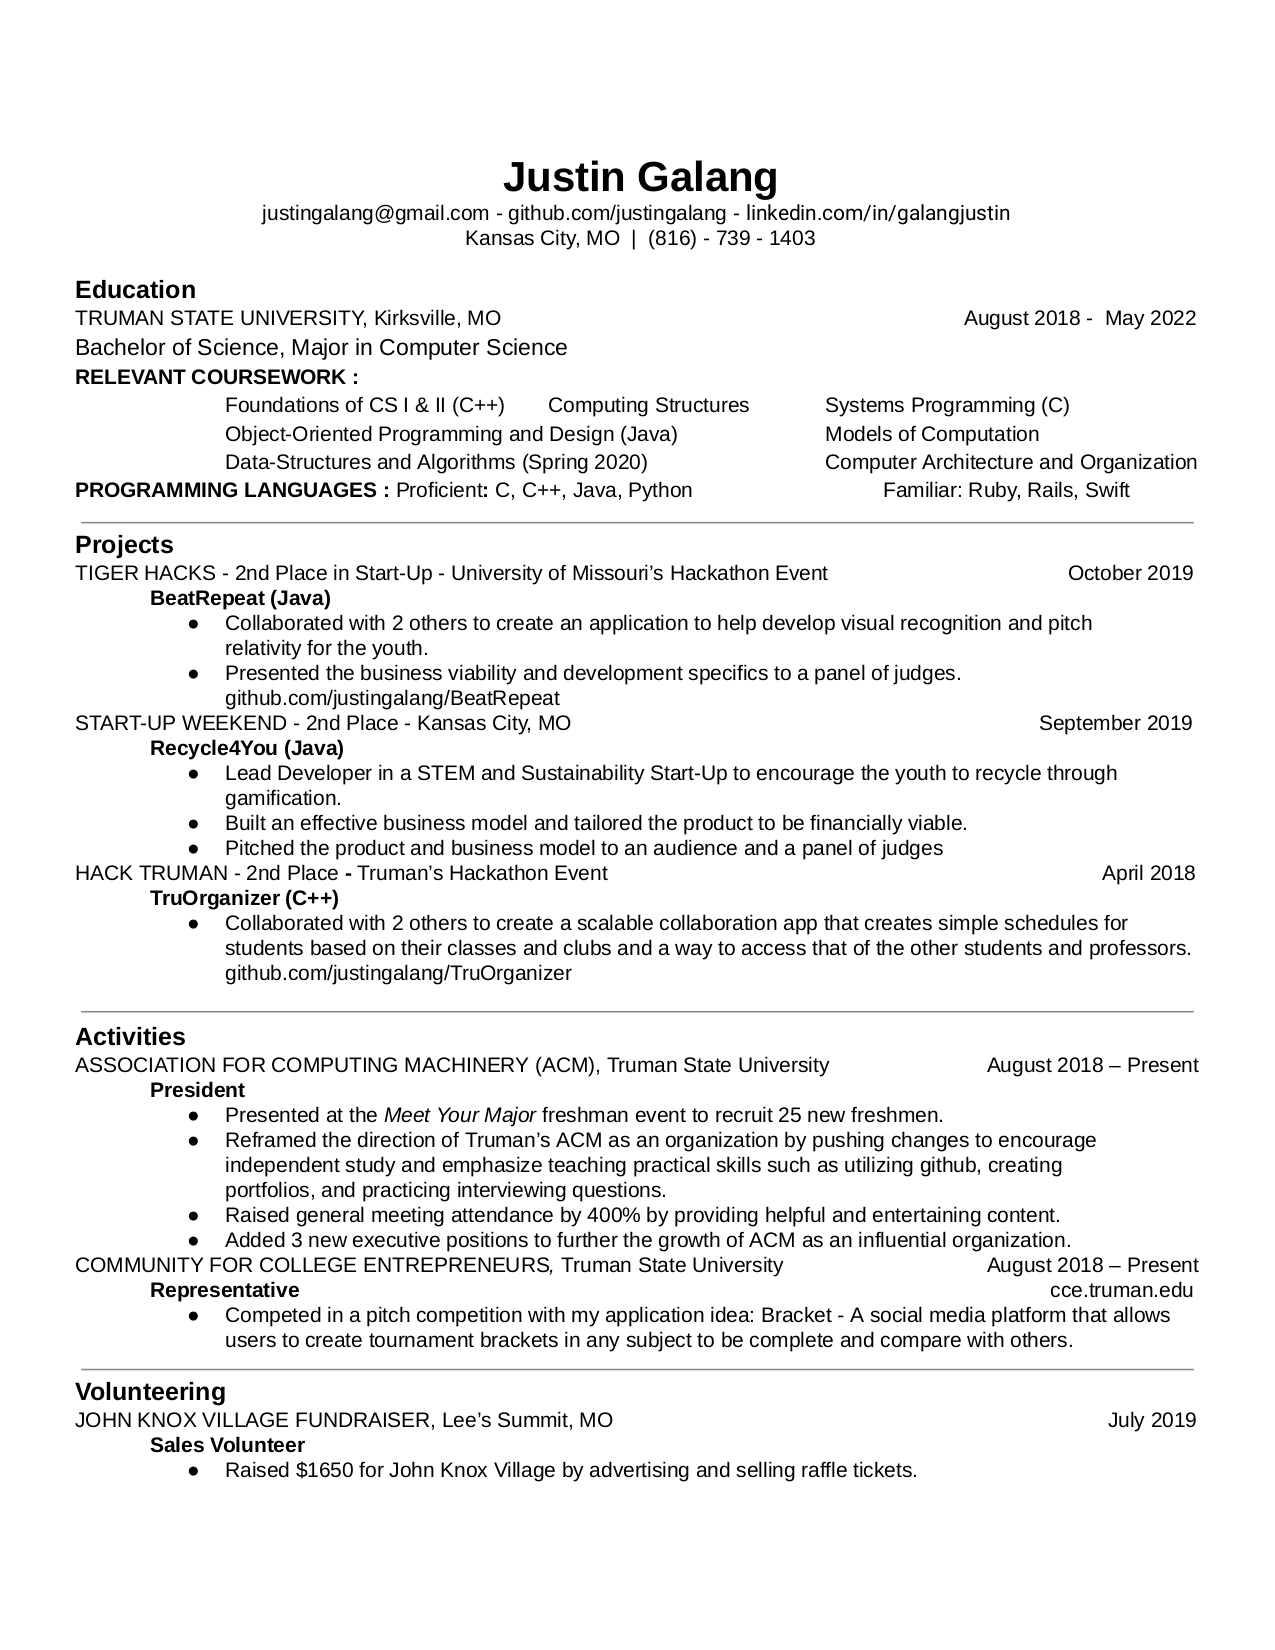 Justin Galang
justingalang@gmail.com - github.com/justingalang - linkedin.com/in/galangjustin
Kansas City, MO | (816) - 739 - 1403
Education
TRUMAN STATE UNIVERSITY, Kirksville, MO August 2018 - May 2022
Bachelor of Science, Major in Computer Science
RELEVANT COURSEWORK :
Foundations of CS I & II (C++) Computing Structures Systems Programming (C)
Object-Oriented Programming and Design (Java) Models of Computation
Data-Structures and Algorithms (Spring 2020) Computer Architecture and Organization
PROGRAMMING LANGUAGES : Proficient: C, C++, Java, Python Familiar: Ruby, Rails, Swift
Projects
TIGER HACKS - 2nd Place in Start-Up - University of Missouri’s Hackathon Event October 2019
BeatRepeat (Java)
● Collaborated with 2 others to create an application to help develop visual recognition and pitch
relativity for the youth.
● Presented the business viability and development specifics to a panel of judges.
github.com/justingalang/BeatRepeat
START-UP WEEKEND - 2nd Place - Kansas City, MO September 2019
Recycle4You (Java)
● Lead Developer in a STEM and Sustainability Start-Up to encourage the youth to recycle through
gamification.
● Built an effective business model and tailored the product to be financially viable.
● Pitched the product and business model to an audience and a panel of judges
HACK TRUMAN - 2nd Place - Truman’s Hackathon Event April 2018
TruOrganizer (C++)
● Collaborated with 2 others to create a scalable collaboration app that creates simple schedules for
students based on their classes and clubs and a way to access that of the other students and professors.
github.com/justingalang/TruOrganizer
Activities
ASSOCIATION FOR COMPUTING MACHINERY (ACM), Truman State University August 2018 – Present
President
● Presented at the Meet Your Major freshman event to recruit 25 new freshmen.
● Reframed the direction of Truman’s ACM as an organization by pushing changes to encourage
independent study and emphasize teaching practical skills such as utilizing github, creating
portfolios, and practicing interviewing questions.
● Raised general meeting attendance by 400% by providing helpful and entertaining content.
● Added 3 new executive positions to further the growth of ACM as an influential organization.
COMMUNITY FOR COLLEGE ENTREPRENEURS, Truman State University August 2018 – Present
Representative cce.truman.edu
● Competed in a pitch competition with my application idea: Bracket - A social media platform that allows
users to create tournament brackets in any subject to be complete and compare with others.
Volunteering
JOHN KNOX VILLAGE FUNDRAISER, Lee’s Summit, MO July 2019
Sales Volunteer
● Raised $1650 for John Knox Village by advertising and selling raffle tickets.